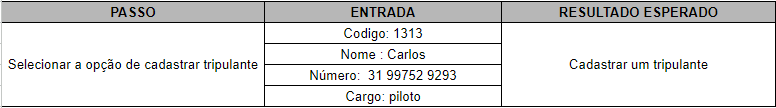 PASSO ENTRADA RESULTADO ESPERADO
Codigo: 1313
Nome : Carlos
Selecionar a opção de cadastrar tripulante
Cadastrar um tripulante
Número: 31 99752 9293
Cargo: piloto